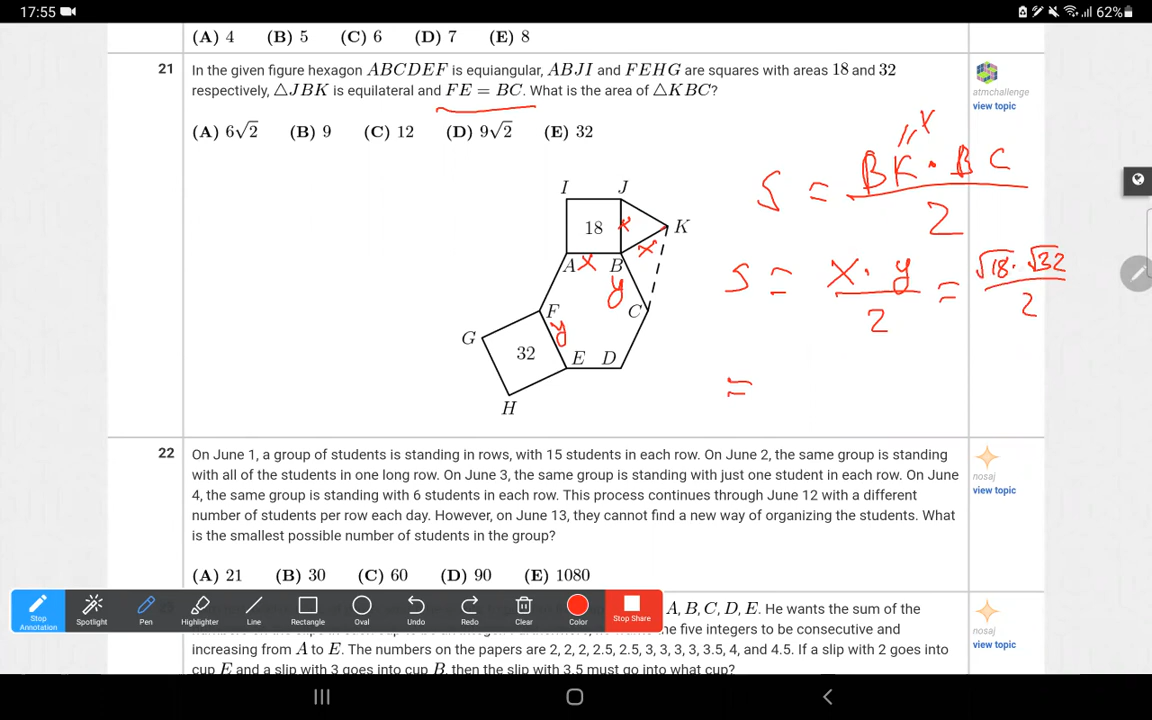 17:55
62%
(A) 4 (B) 5 (C) 6 (D) 7 (E) 8
21 In the given figure hexagon ABCDEF is equiangular, ABJI and FEHG are squares with areas 18 and 32
respectively, △JBK is equilateral and FE = BC. What is the area of △KBC?
atmchallenge
view topic
(A) 6√2 (B) 9 (C) 12 (D) 9√2 (E) 32
x
S = BK · BC / 2
I J
18 x K
x
A x B
y
S = x · y / 2 = √18 · √32 / 2
F C
y
G
32 E D
=
H
22 On June 1, a group of students is standing in rows, with 15 students in each row. On June 2, the same group is standing
with all of the students in one long row. On June 3, the same group is standing with just one student in each row. On June
4, the same group is standing with 6 students in each row. This process continues through June 12 with a different
number of students per row each day. However, on June 13, they cannot find a new way of organizing the students. What
is the smallest possible number of students in the group?
nosaj
view topic
(A) 21 (B) 30 (C) 60 (D) 90 (E) 1080
Stop Annotation
Spotlight
Pen
Highlighter
Line
Rectangle
Oval
Undo
Redo
Clear
Color
Stop Share
A, B, C, D, E. He wants the sum of the
the five integers to be consecutive and
increasing from A to E. The numbers on the papers are 2, 2, 2, 2.5, 2.5, 3, 3, 3, 3, 3.5, 4, and 4.5. If a slip with 2 goes into
cup E and a slip with 3 goes into cup B, then the slip with 3.5 must go into what cup?
nosaj
view topic